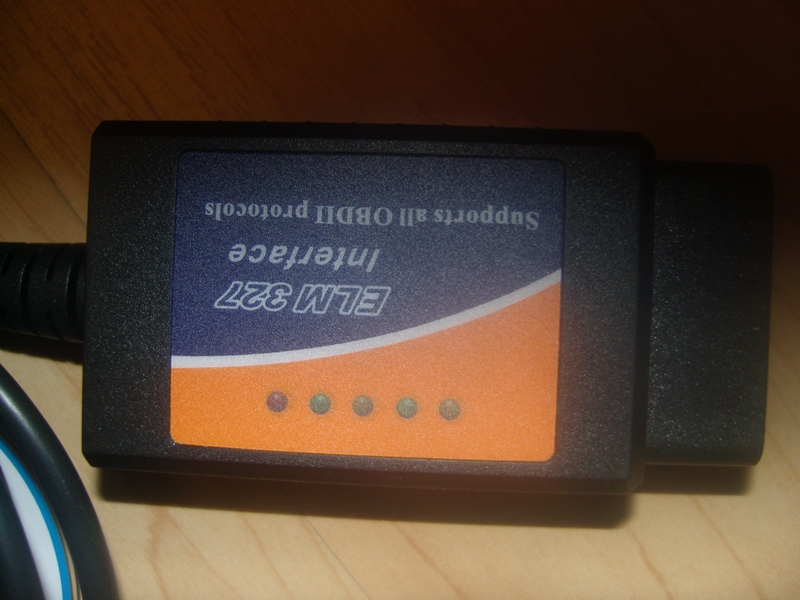 ELM 327
Interface
Supports all OBDII protocols